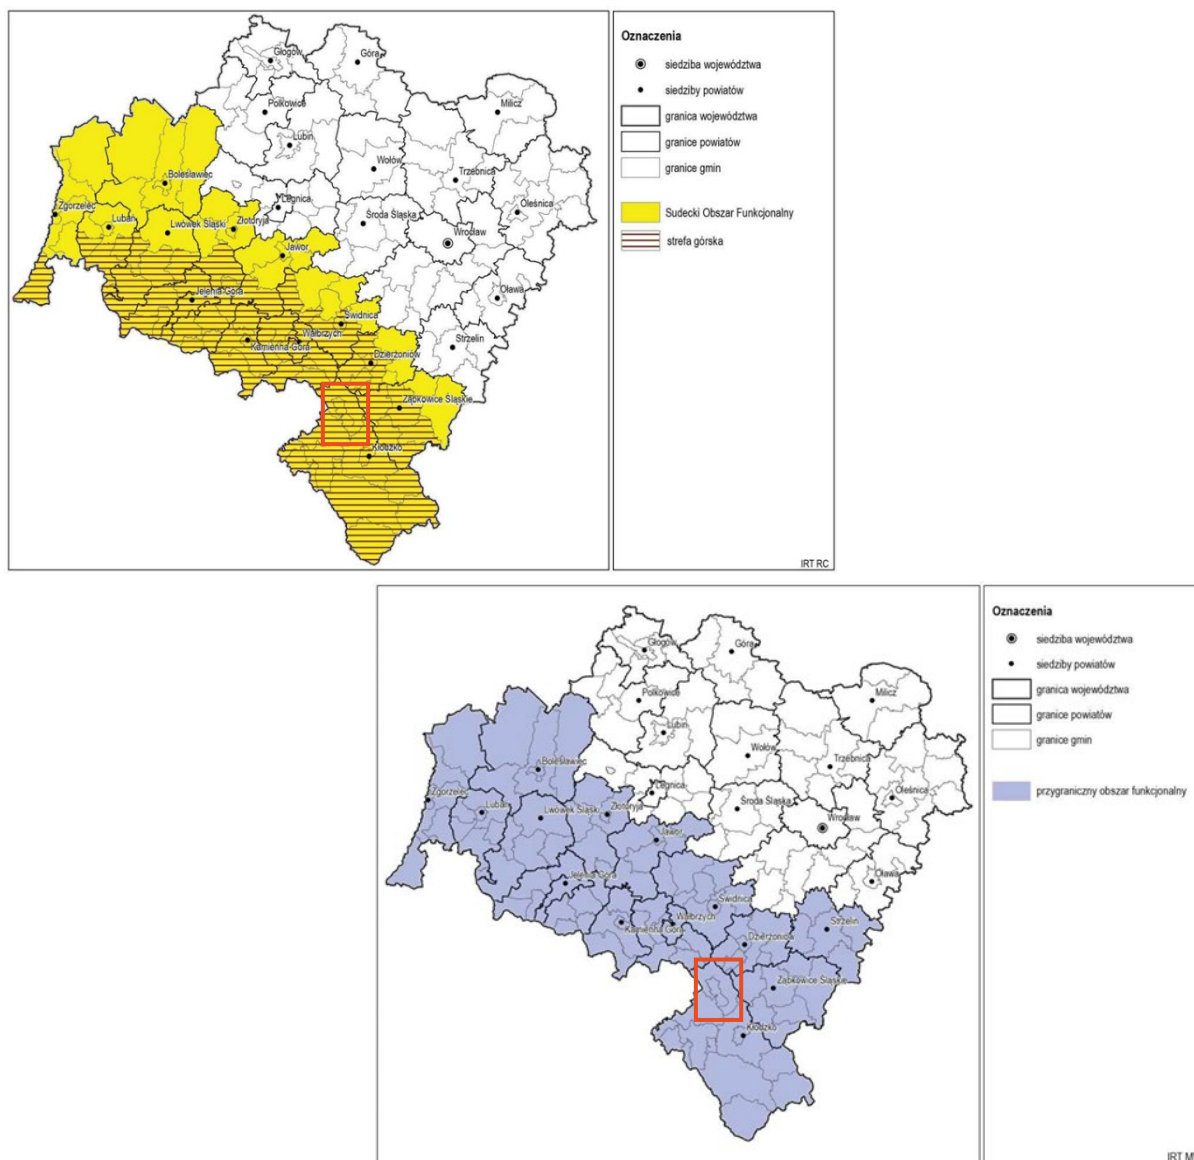 Głogów
Góra
Polkowice
Milicz
Lubin
Wołów
Trzebnica
Bolesławiec
Legnica
Oleśnica
Zgorzelec
Lubań
Lwówek Śląski
Złotoryja
Środa Śląska
Wrocław
Jawor
Jelenia Góra
Oława
Świdnica
Wałbrzych
Kamienna Góra
Strzelin
Dzierżoniów
Ząbkowice Śląskie
Kłodzko
Oznaczenia
siedziba województwa
siedziby powiatów
granica województwa
granice powiatów
granice gmin
Sudecki Obszar Funkcjonalny
strefa górska
IRT RC
Głogów
Góra
Polkowice
Milicz
Lubin
Wołów
Trzebnica
Bolesławiec
Legnica
Oleśnica
Zgorzelec
Lubań
Lwówek Śląski
Złotoryja
Środa Śląska
Wrocław
Jawor
Jelenia Góra
Oława
Świdnica
Wałbrzych
Kamienna Góra
Strzelin
Dzierżoniów
Ząbkowice Śląskie
Kłodzko
Oznaczenia
siedziba województwa
siedziby powiatów
granica województwa
granice powiatów
granice gmin
przygraniczny obszar funkcjonalny
IRT M